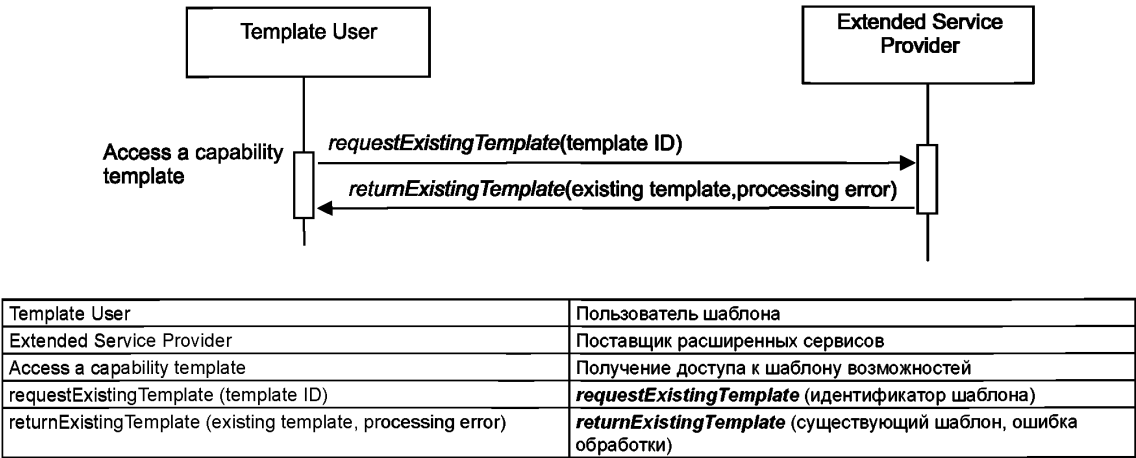 Template User
Extended Service
Provider
Access a capability
template
requestExistingTemplate(template ID)
returnExistingTemplate(existing template,processing error)
Template User
Пользователь шаблона
Extended Service Provider
Поставщик расширенных сервисов
Access a capability template
Получение доступа к шаблону возможностей
requestExistingTemplate (template ID)
requestExistingTemplate (идентификатор шаблона)
returnExistingTemplate (existing template, processing error)
returnExistingTemplate (существующий шаблон, ошибка
обработки)